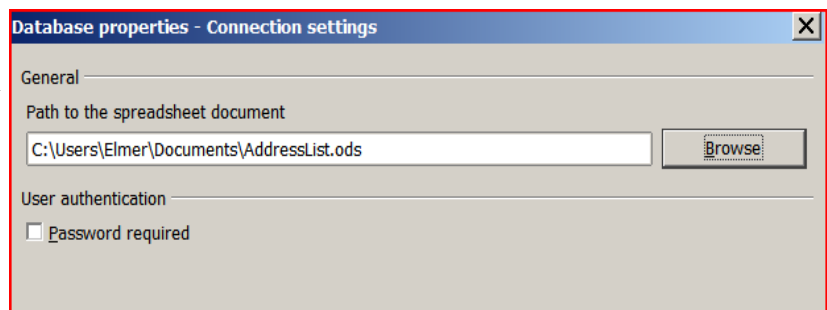 Database properties - Connection settings
General
Path to the spreadsheet document
C:\Users\Elmer\Documents\AddressList.ods
Browse
User authentication
Password required